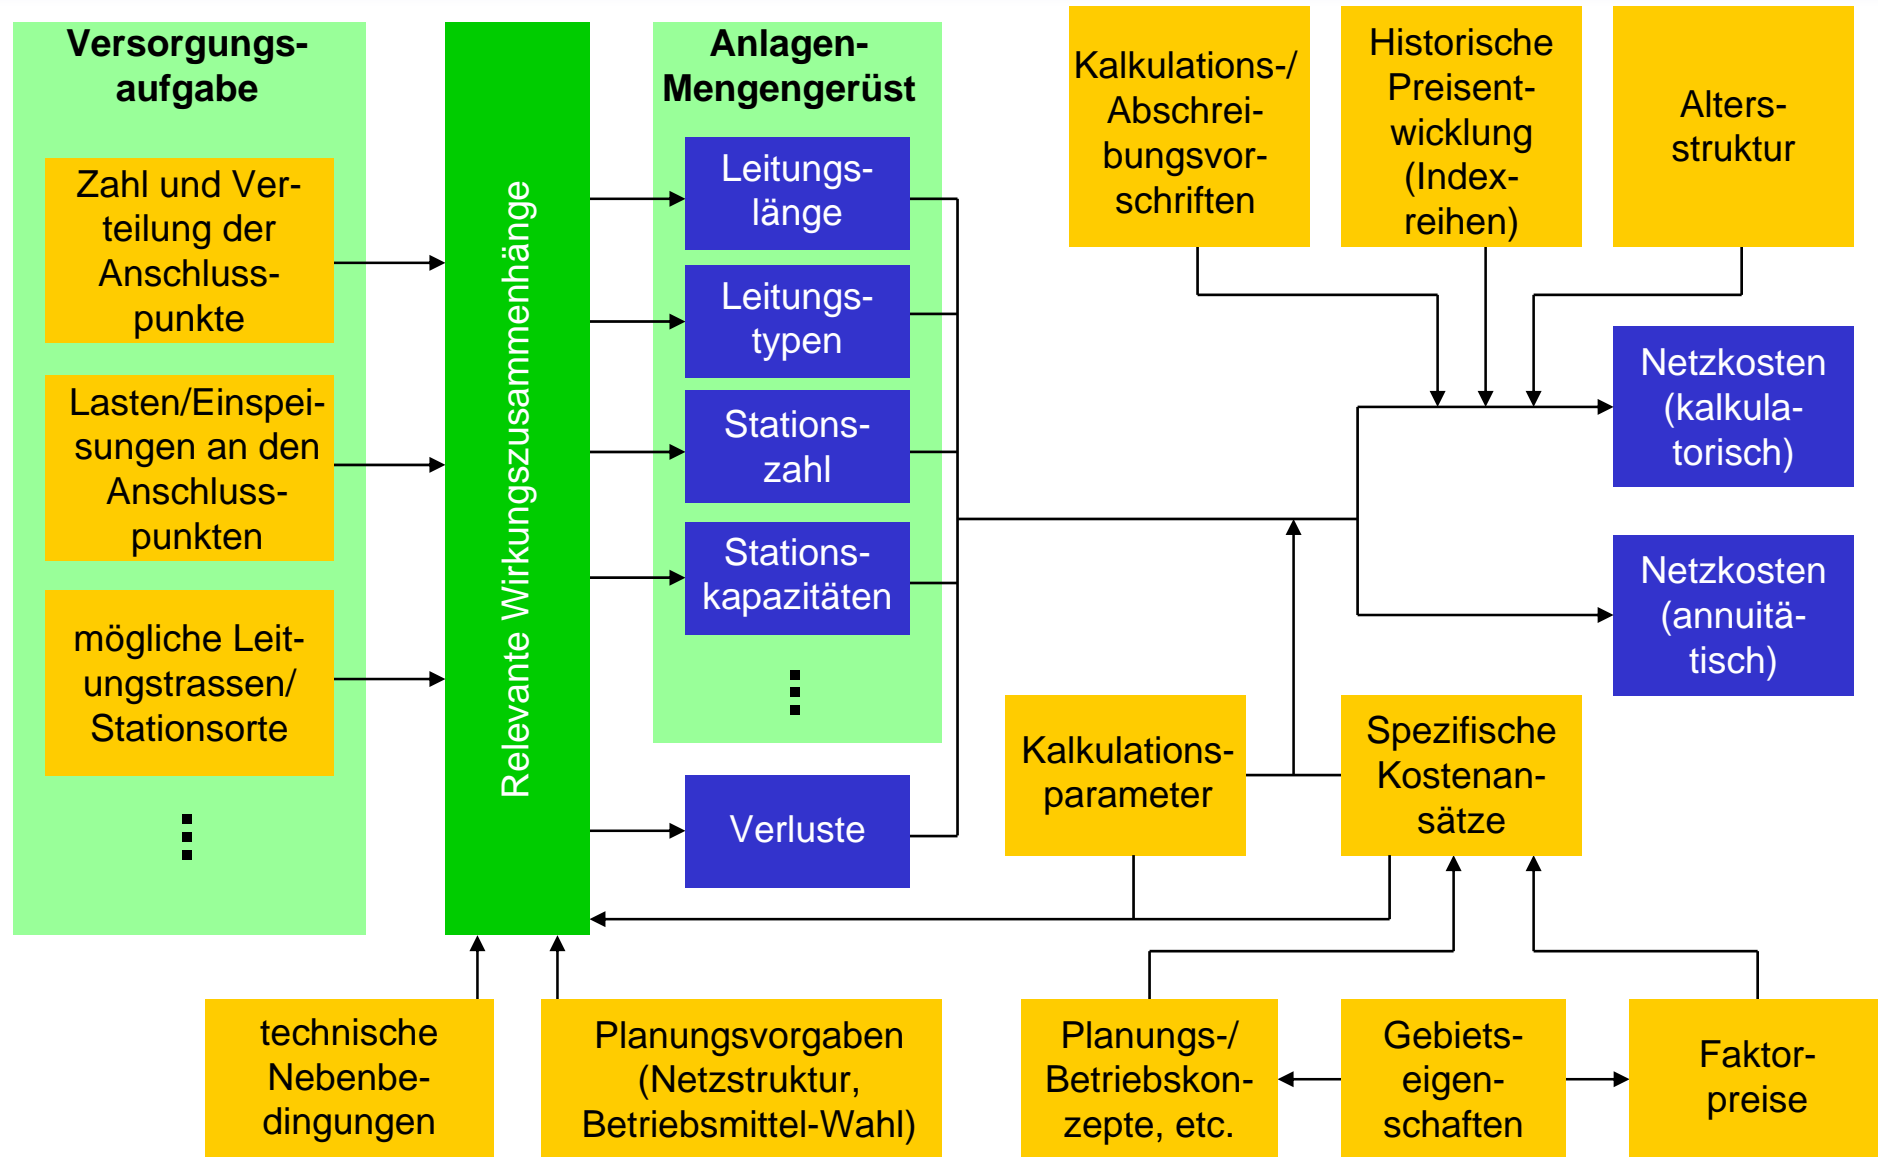 Versorgungs-
aufgabe
Zahl und Ver-
teilung der
Anschluss-
punkte
Lasten/Einspei-
sungen an den
Anschluss-
punkten
mögliche Leit-
ungstrassen/
Stationsorte
Relevante Wirkungszusammenhänge
Anlagen-
Mengengerüst
Leitungs-
länge
Leitungs-
typen
Stations-
zahl
Stations-
kapazitäten
Verluste
Kalkulations-/
Abschrei-
bungsvor-
schriften
Historische
Preisent-
wicklung
(Index-
reihen)
Alters-
struktur
Netzkosten
(kalkula-
torisch)
Netzkosten
(annuitä-
tisch)
Kalkulations-
parameter
Spezifische
Kostenan-
sätze
technische
Nebenbe-
dingungen
Planungsvorgaben
(Netzstruktur,
Betriebsmittel-Wahl)
Planungs-/
Betriebskon-
zepte, etc.
Gebiets-
eigen-
schaften
Faktor-
preise